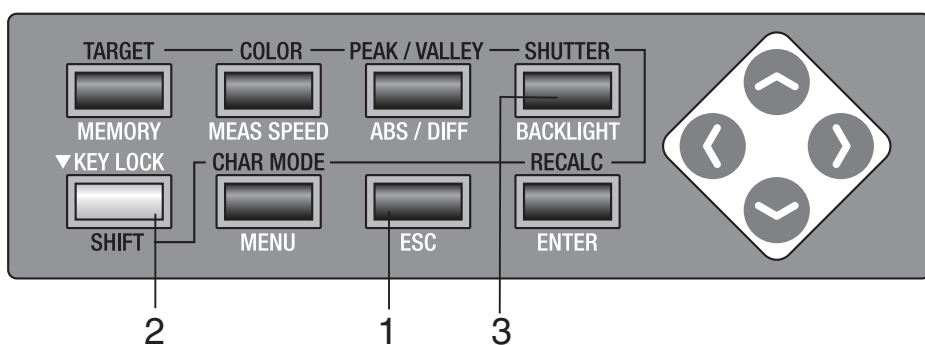 TARGET COLOR PEAK / VALLEY SHUTTER
MEMORY MEAS SPEED ABS / DIFF BACKLIGHT
▼KEY LOCK CHAR MODE RECALC
SHIFT MENU ESC ENTER
2 1 3